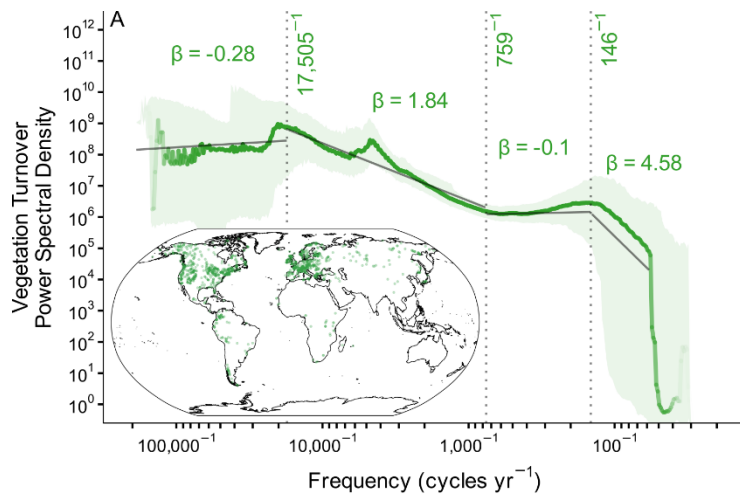 A
β = -0.28
17,505⁻¹
β = 1.84
759⁻¹
β = -0.1
146⁻¹
β = 4.58
Vegetation Turnover
Power Spectral Density
10¹²
10¹¹
10¹⁰
10⁹
10⁸
10⁷
10⁶
10⁵
10⁴
10³
10²
10¹
10⁰
100,000⁻¹
10,000⁻¹
1,000⁻¹
100⁻¹
Frequency (cycles yr⁻¹)